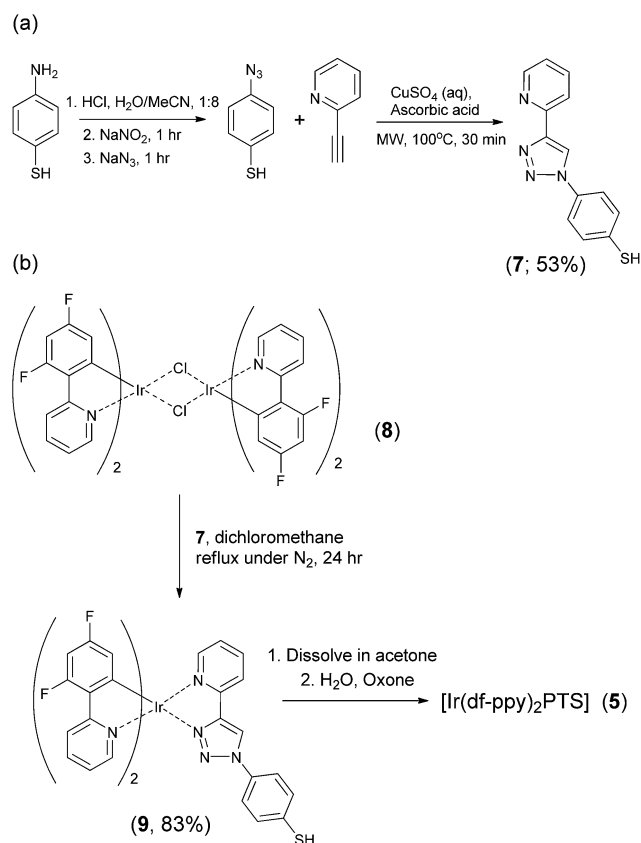 (a)
NH2
SH
1. HCl, H2O/MeCN, 1:8
2. NaNO2, 1 hr
3. NaN3, 1 hr
N3
SH
+
N
CuSO4 (aq),
Ascorbic acid
MW, 100°C, 30 min
N
N
N
N
SH
(7; 53%)
(b)
F
F
N
2
Ir
Cl
Cl
Ir
N
F
F
2
(8)
7, dichloromethane
reflux under N2, 24 hr
F
F
N
2
Ir
N
N
N
N
SH
(9, 83%)
1. Dissolve in acetone
2. H2O, Oxone
[Ir(df-ppy)2PTS] (5)